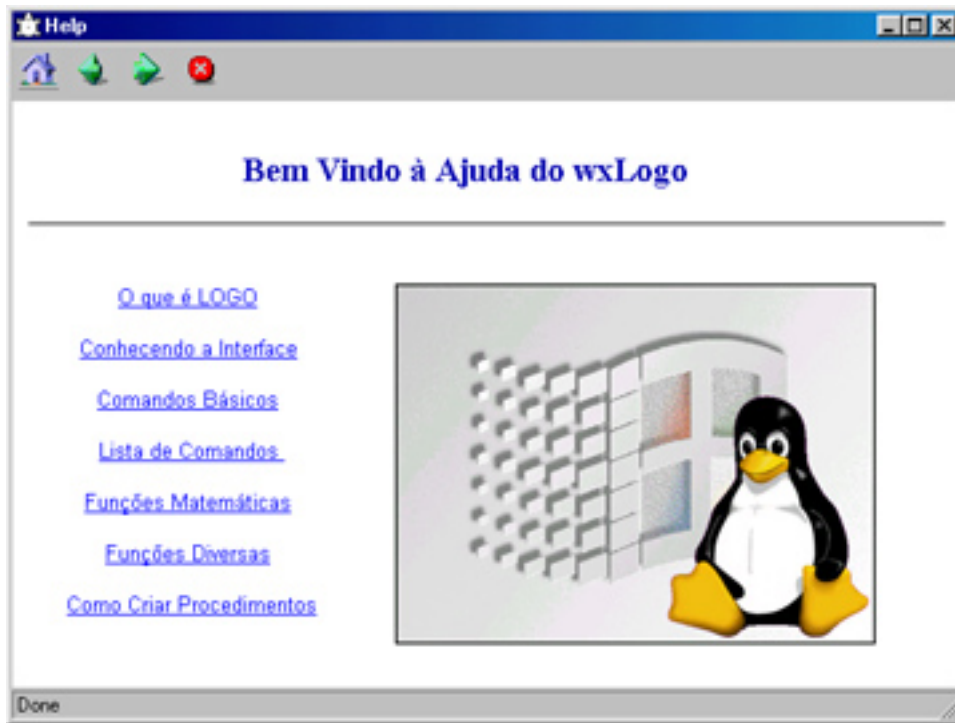 Help
Bem Vindo à Ajuda do wxLogo
O que é LOGO
Conhecendo a Interface
Comandos Básicos
Lista de Comandos
Funções Matemáticas
Funções Diversas
Como Criar Procedimentos
Done